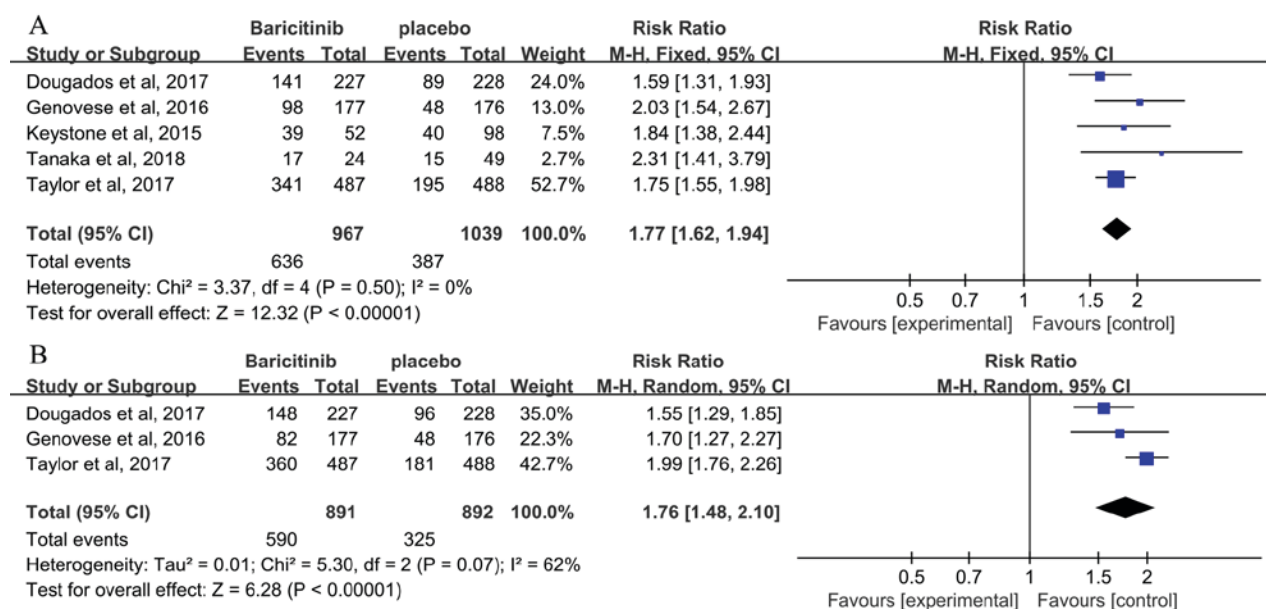 A
Baricitinib placebo Risk Ratio Risk Ratio
Study or Subgroup Events Total Events Total Weight M-H, Fixed, 95% CI M-H, Fixed, 95% CI
Dougados et al, 2017 141 227 89 228 24.0% 1.59 [1.31, 1.93]
Genovese et al, 2016 98 177 48 176 13.0% 2.03 [1.54, 2.67]
Keystone et al, 2015 39 52 40 98 7.5% 1.84 [1.38, 2.44]
Tanaka et al, 2018 17 24 15 49 2.7% 2.31 [1.41, 3.79]
Taylor et al, 2017 341 487 195 488 52.7% 1.75 [1.55, 1.98]
Total (95% CI) 967 1039 100.0% 1.77 [1.62, 1.94]
Total events 636 387
Heterogeneity: Chi² = 3.37, df = 4 (P = 0.50); I² = 0%
Test for overall effect: Z = 12.32 (P < 0.00001)
0.5 0.7 1 1.5 2
Favours [experimental] Favours [control]
B
Baricitinib placebo Risk Ratio Risk Ratio
Study or Subgroup Events Total Events Total Weight M-H, Random, 95% CI M-H, Random, 95% CI
Dougados et al, 2017 148 227 96 228 35.0% 1.55 [1.29, 1.85]
Genovese et al, 2016 82 177 48 176 22.3% 1.70 [1.27, 2.27]
Taylor et al, 2017 360 487 181 488 42.7% 1.99 [1.76, 2.26]
Total (95% CI) 891 892 100.0% 1.76 [1.48, 2.10]
Total events 590 325
Heterogeneity: Tau² = 0.01; Chi² = 5.30, df = 2 (P = 0.07); I² = 62%
Test for overall effect: Z = 6.28 (P < 0.00001)
0.5 0.7 1 1.5 2
Favours [experimental] Favours [control]